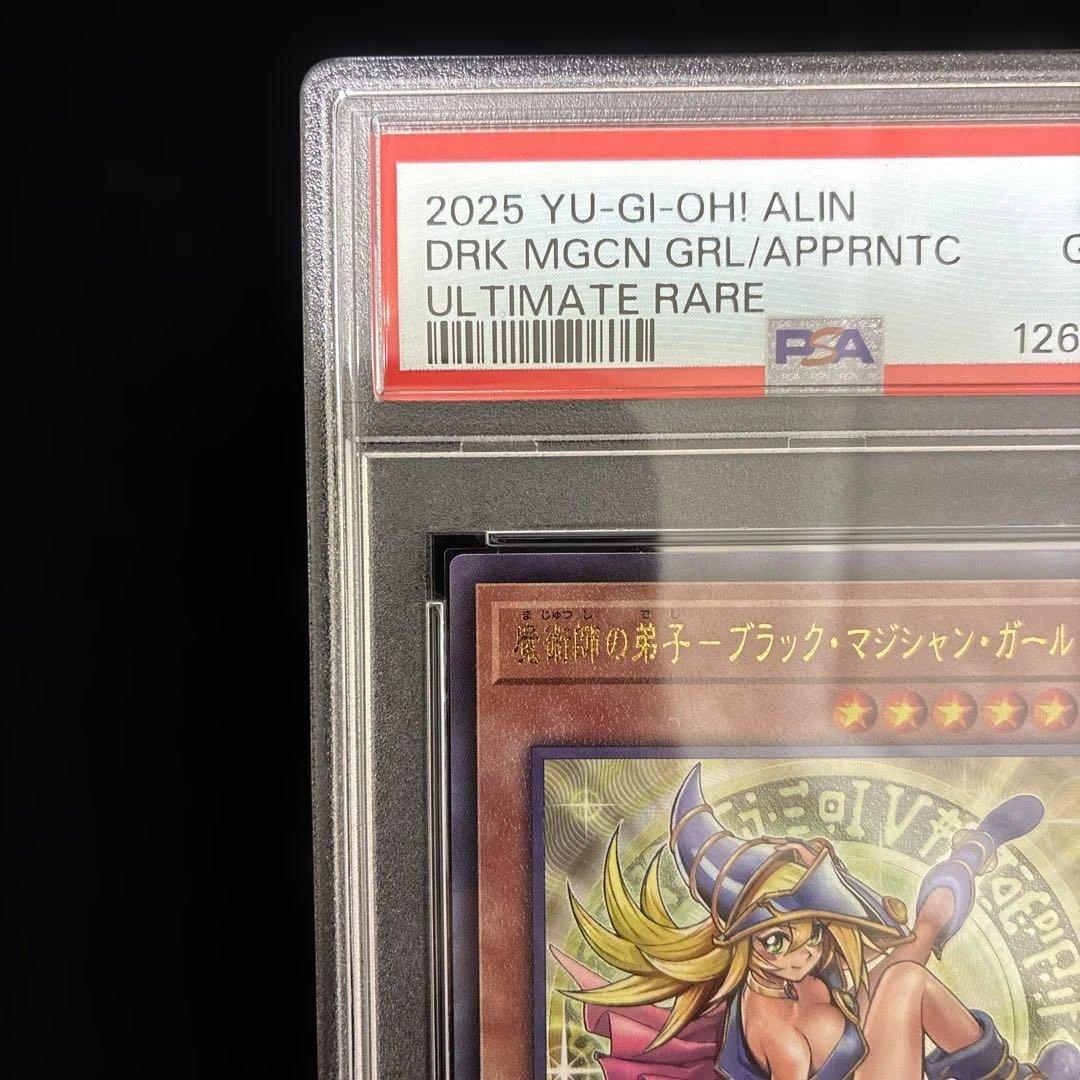 2025 YU-GI-OH! ALIN
DRK MGCN GRL/APPRNTC
ULTIMATE RARE
126
PSA
ま じゅつ し で し
魔術師の弟子－ブラック・マジシャン・ガール